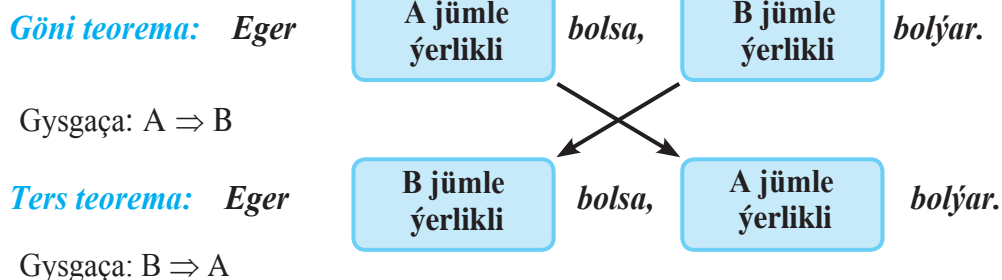 Göni teorema: Eger A jümle ýerlikli bolsa, B jümle ýerlikli bolýar.
Gysgaça: A ⇒ B
Ters teorema: Eger B jümle ýerlikli bolsa, A jümle ýerlikli bolýar.
Gysgaça: B ⇒ A